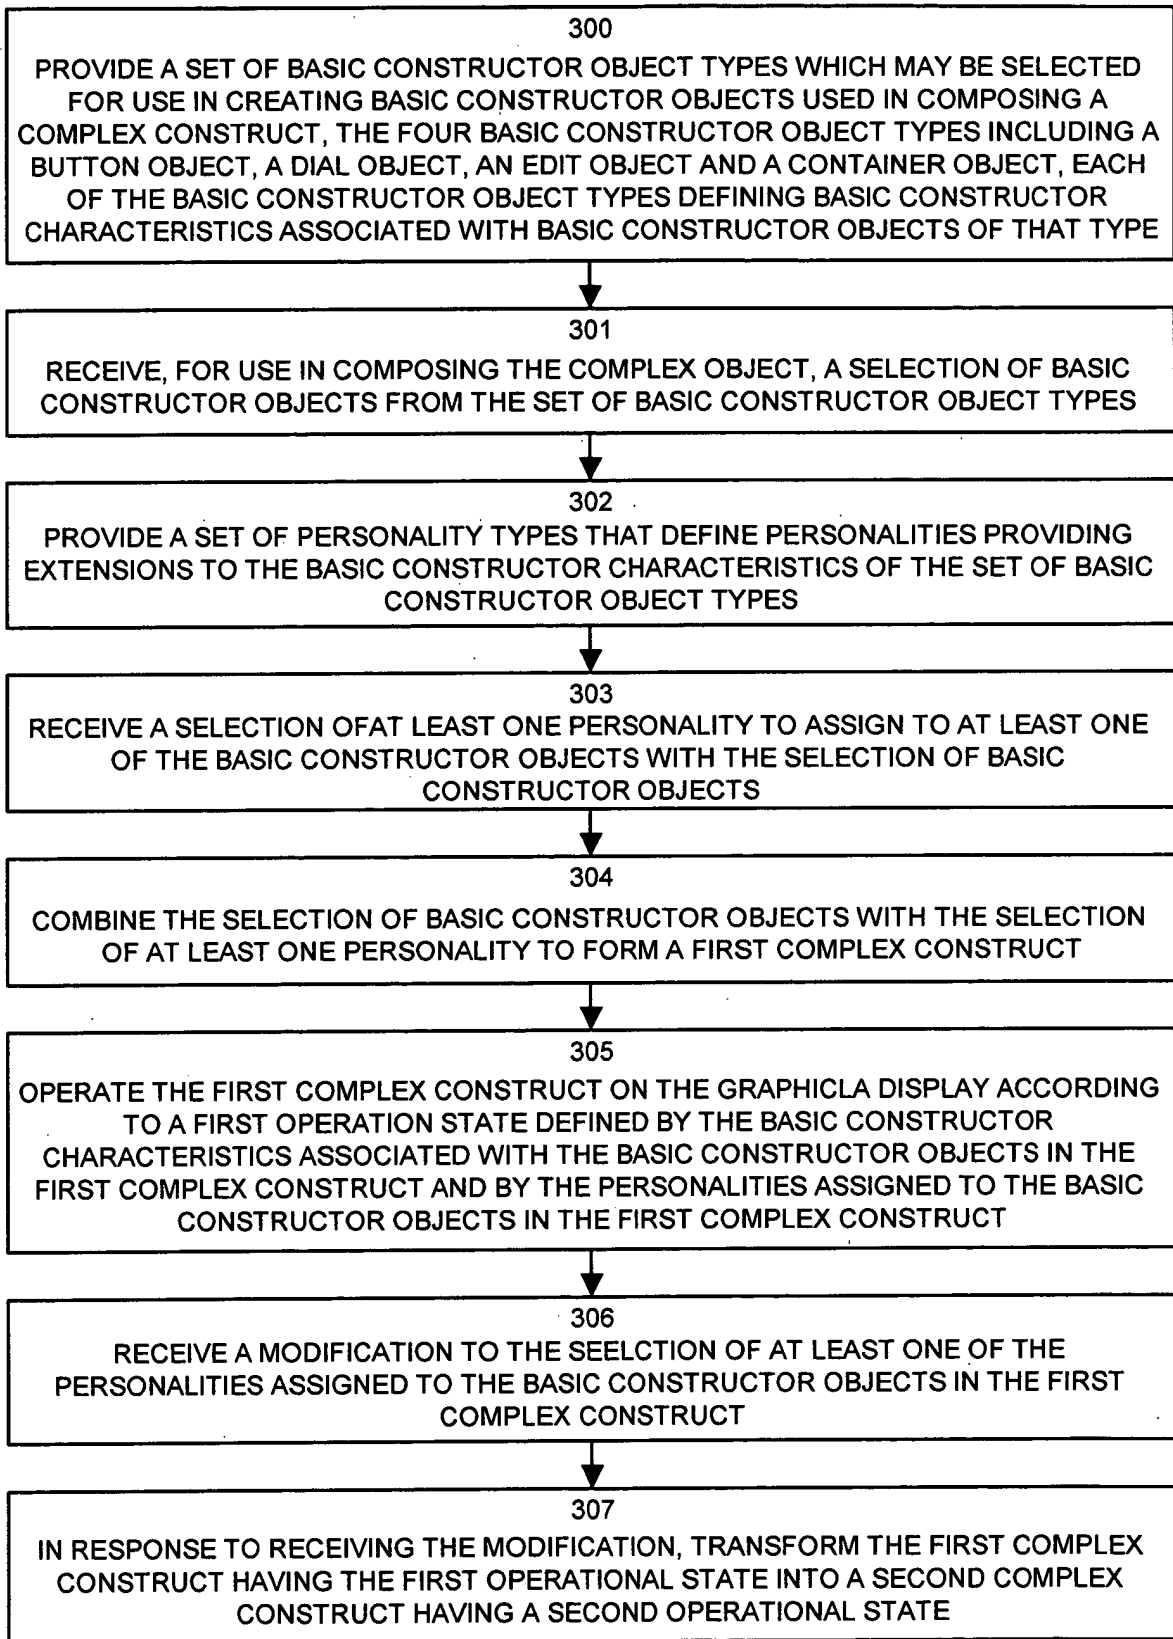 300
PROVIDE A SET OF BASIC CONSTRUCTOR OBJECT TYPES WHICH MAY BE SELECTED
FOR USE IN CREATING BASIC CONSTRUCTOR OBJECTS USED IN COMPOSING A
COMPLEX CONSTRUCT, THE FOUR BASIC CONSTRUCTOR OBJECT TYPES INCLUDING A
BUTTON OBJECT, A DIAL OBJECT, AN EDIT OBJECT AND A CONTAINER OBJECT, EACH
OF THE BASIC CONSTRUCTOR OBJECT TYPES DEFINING BASIC CONSTRUCTOR
CHARACTERISTICS ASSOCIATED WITH BASIC CONSTRUCTOR OBJECTS OF THAT TYPE
301
RECEIVE, FOR USE IN COMPOSING THE COMPLEX OBJECT, A SELECTION OF BASIC
CONSTRUCTOR OBJECTS FROM THE SET OF BASIC CONSTRUCTOR OBJECT TYPES
302
PROVIDE A SET OF PERSONALITY TYPES THAT DEFINE PERSONALITIES PROVIDING
EXTENSIONS TO THE BASIC CONSTRUCTOR CHARACTERISTICS OF THE SET OF BASIC
CONSTRUCTOR OBJECT TYPES
303
RECEIVE A SELECTION OFAT LEAST ONE PERSONALITY TO ASSIGN TO AT LEAST ONE
OF THE BASIC CONSTRUCTOR OBJECTS WITH THE SELECTION OF BASIC
CONSTRUCTOR OBJECTS
304
COMBINE THE SELECTION OF BASIC CONSTRUCTOR OBJECTS WITH THE SELECTION
OF AT LEAST ONE PERSONALITY TO FORM A FIRST COMPLEX CONSTRUCT
305
OPERATE THE FIRST COMPLEX CONSTRUCT ON THE GRAPHICLA DISPLAY ACCORDING
TO A FIRST OPERATION STATE DEFINED BY THE BASIC CONSTRUCTOR
CHARACTERISTICS ASSOCIATED WITH THE BASIC CONSTRUCTOR OBJECTS IN THE
FIRST COMPLEX CONSTRUCT AND BY THE PERSONALITIES ASSIGNED TO THE BASIC
CONSTRUCTOR OBJECTS IN THE FIRST COMPLEX CONSTRUCT
306
RECEIVE A MODIFICATION TO THE SEELCTION OF AT LEAST ONE OF THE
PERSONALITIES ASSIGNED TO THE BASIC CONSTRUCTOR OBJECTS IN THE FIRST
COMPLEX CONSTRUCT
307
IN RESPONSE TO RECEIVING THE MODIFICATION, TRANSFORM THE FIRST COMPLEX
CONSTRUCT HAVING THE FIRST OPERATIONAL STATE INTO A SECOND COMPLEX
CONSTRUCT HAVING A SECOND OPERATIONAL STATE